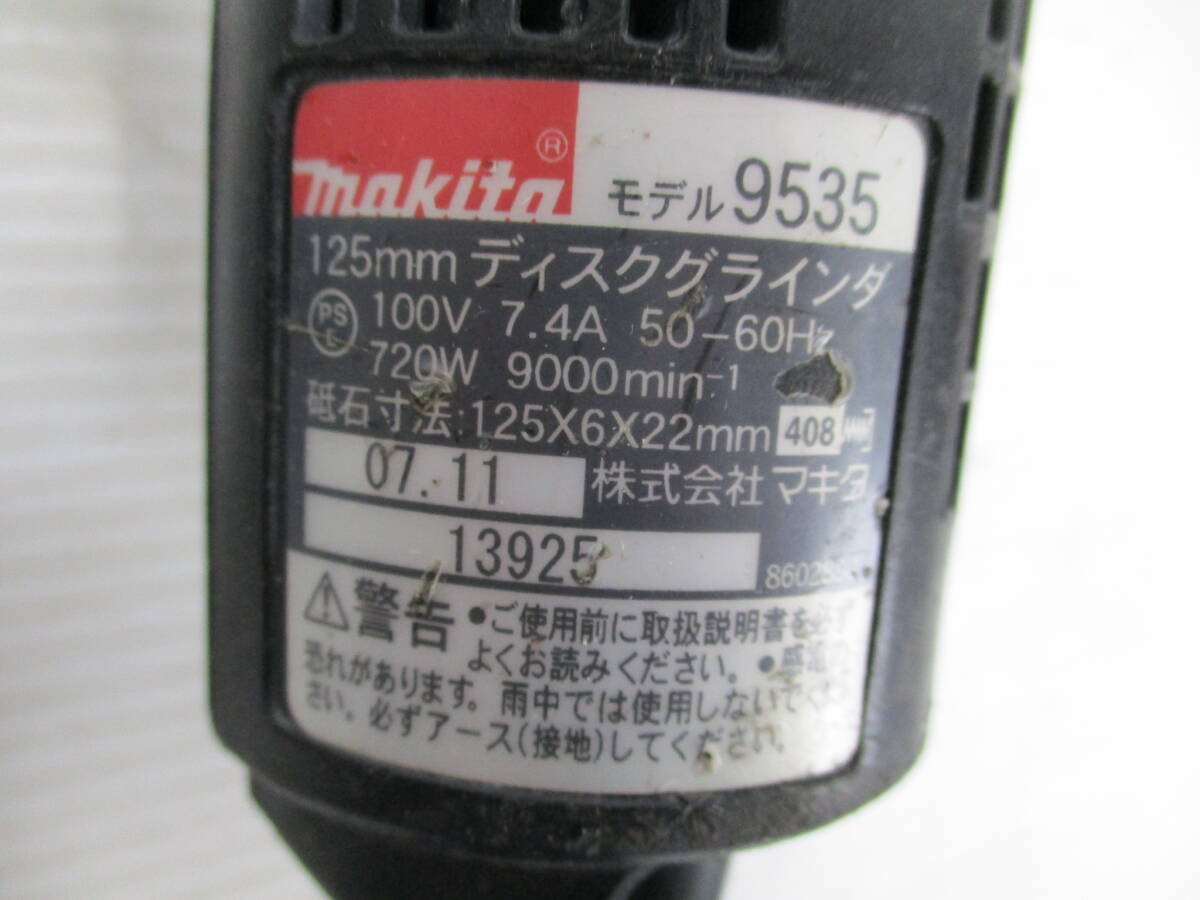 makita®
モデル 9535
125mm ディスクグラインダ
PS E 100V 7.4A 50-60Hz
720W 9000min-1
砥石寸法:125X6X22mm 408
07.11 株式会社 マキタ
13925
⚠警告 •ご使用前に取扱説明書を必ず
よくお読みください。•
恐れがあります。雨中では使用しないでくだ
さい。必ずアース(接地)してください。